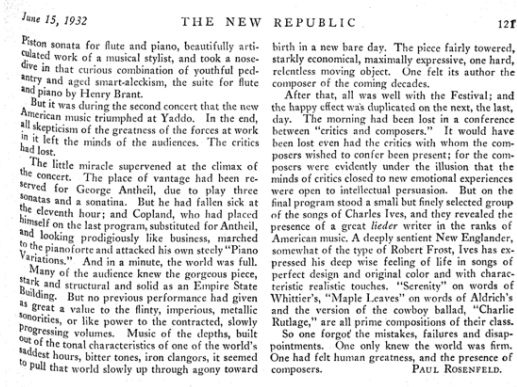 June 15, 1932
THE NEW REPUBLIC
121
Piston sonata for flute and piano, beautifully arti-
culated work of a musical stylist, and took a nose-
dive in that curious combination of youthful ped-
antry and aged smart-aleckism, the suite for flute
and piano by Henry Brant.
But it was during the second concert that the new
American music triumphed at Yaddo. In the end,
all skepticism of the greatness of the forces at work
in it left the minds of the audiences. The critics
had lost.
The little miracle supervened at the climax of
the concert. The place of vantage had been re-
served for George Antheil, due to play three
sonatas and a sonatina. But he had fallen sick at
the eleventh hour; and Copland, who had placed
himself on the last program, substituted for Antheil,
and looking prodigiously like business, marched
to the pianoforte and attacked his own steely "Piano
Variations." And in a minute, the world was full.
Many of the audience knew the gorgeous piece,
stark and structural and solid as an Empire State
Building. But no previous performance had given
as great a value to the flinty, imperious, metallic
sonorities, or like power to the contracted, slowly
progressing volumes. Music of the depths, built
out of the tonal characteristics of one of the world's
saddest hours, bitter tones, iron clangors, it seemed
to pull that world slowly up through agony toward
birth in a new bare day. The piece fairly towered,
starkly economical, maximally expressive, one hard,
relentless moving object. One felt its author the
composer of the coming decades.
After that, all was well with the Festival; and
the happy effect was duplicated on the next, the last,
day. The morning had been lost in a conference
between "critics and composers." It would have
been lost even had the critics with whom the com-
posers wished to confer been present; for the com-
posers were evidently under the illusion that the
minds of critics closed to new emotional experiences
were open to intellectual persuasion. But on the
final program stood a small but finely selected group
of the songs of Charles Ives, and they revealed the
presence of a great lieder writer in the ranks of
American music. A deeply sentient New Englander,
somewhat of the type of Robert Frost, Ives has ex-
pressed his deep wise feeling of life in songs of
perfect design and original color and with charac-
teristic realistic touches. "Serenity" on words of
Whittier's, "Maple Leaves" on words of Aldrich's
and the version of the cowboy ballad, "Charlie
Rutlage," are all prime compositions of their class.
So one forgot the mistakes, failures and disap-
pointments. One only knew the world was firm.
One had felt human greatness, and the presence of
composers. PAUL ROSENFELD.